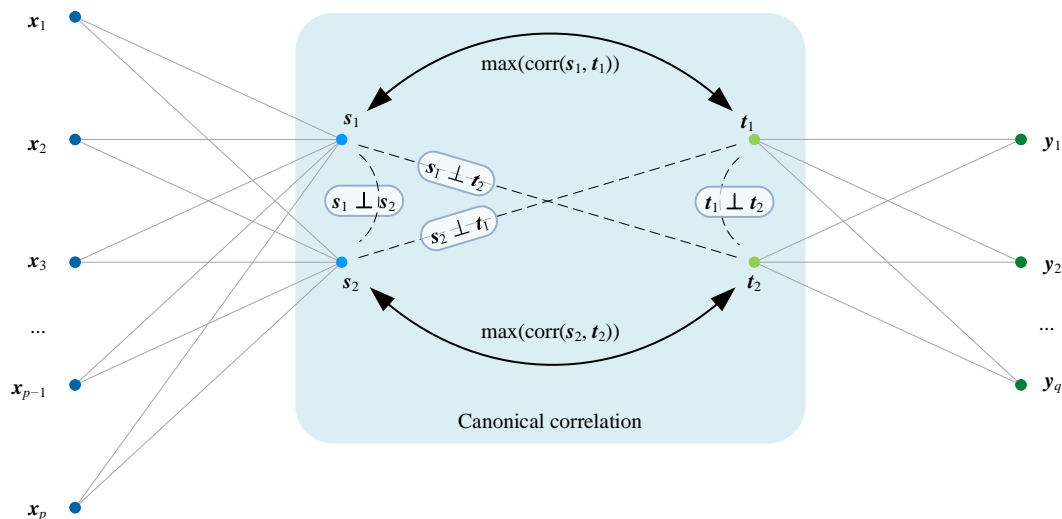 x1
max(corr(s1, t1))
s1
t1
x2
y1
s1 ⊥ t2
s1 ⊥ s2
t1 ⊥ t2
s2 ⊥ t1
x3
y2
s2
t2
...
...
max(corr(s2, t2))
xp−1
yq
Canonical correlation
xp